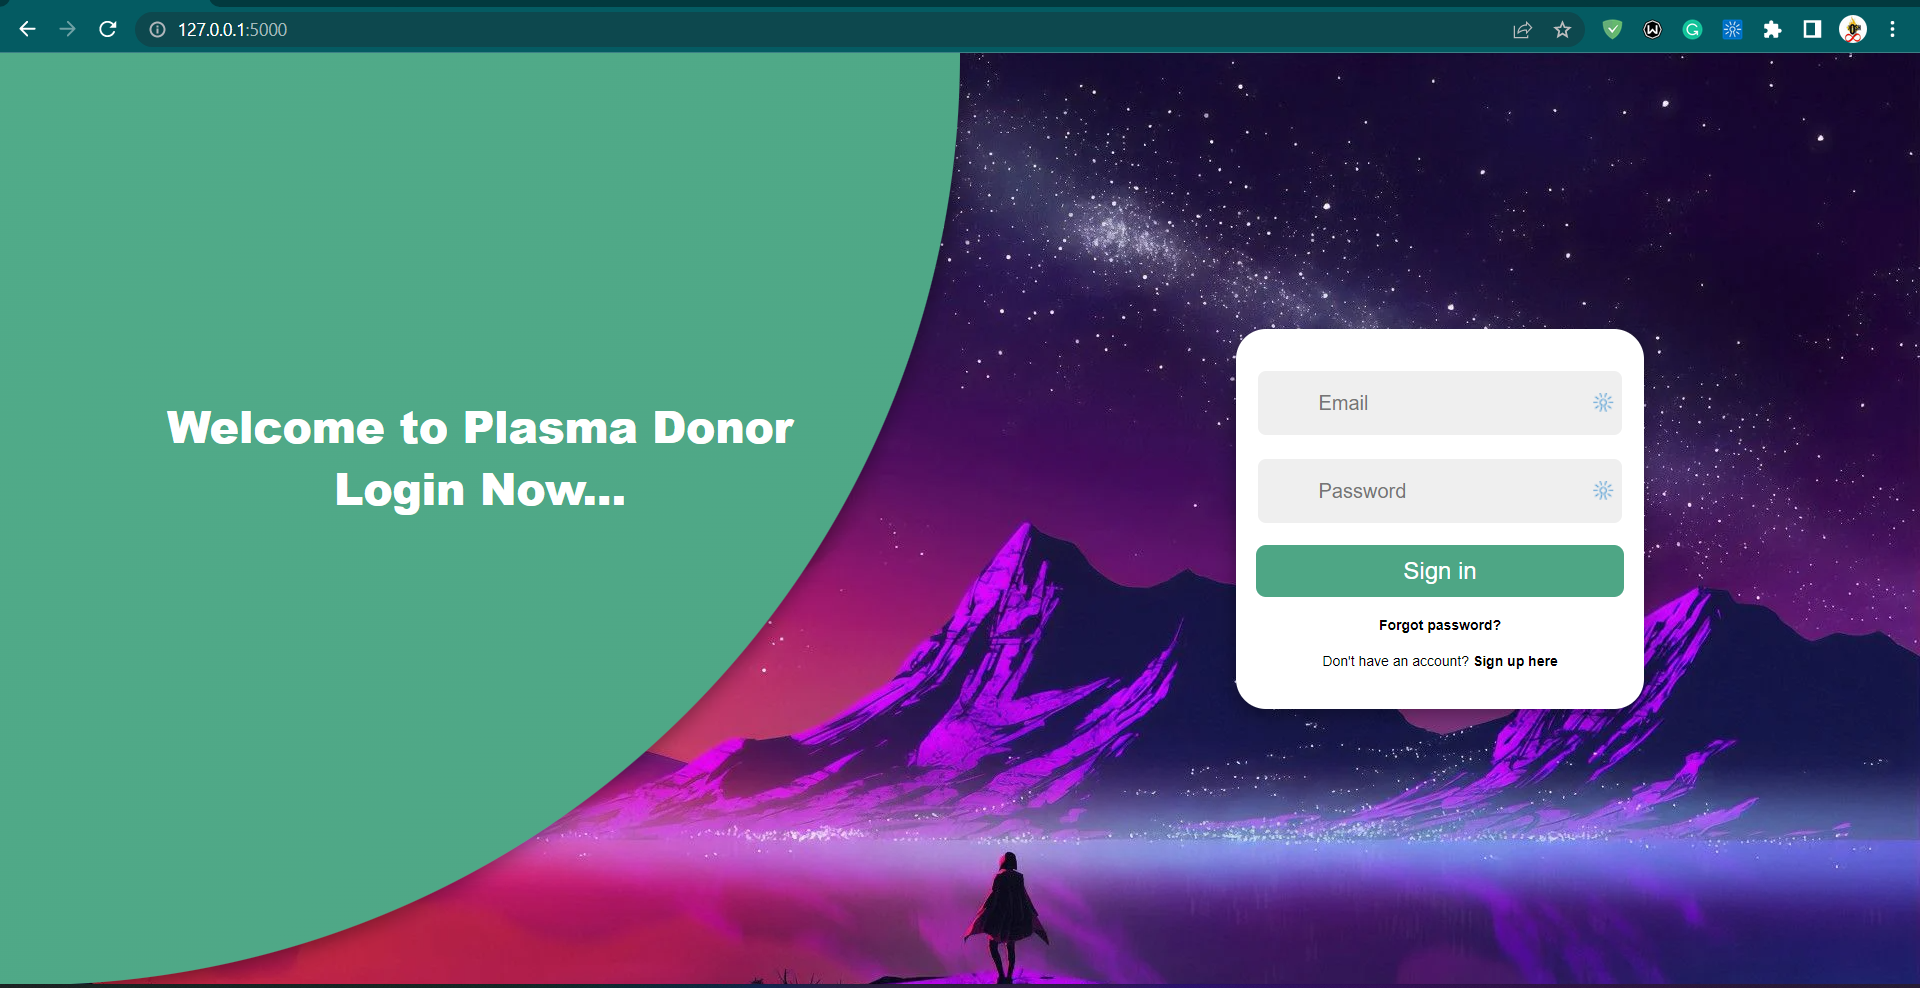 127.0.0.1:5000
Welcome to Plasma Donor
Login Now...
Email
Password
Sign in
Forgot password?
Don't have an account? Sign up here